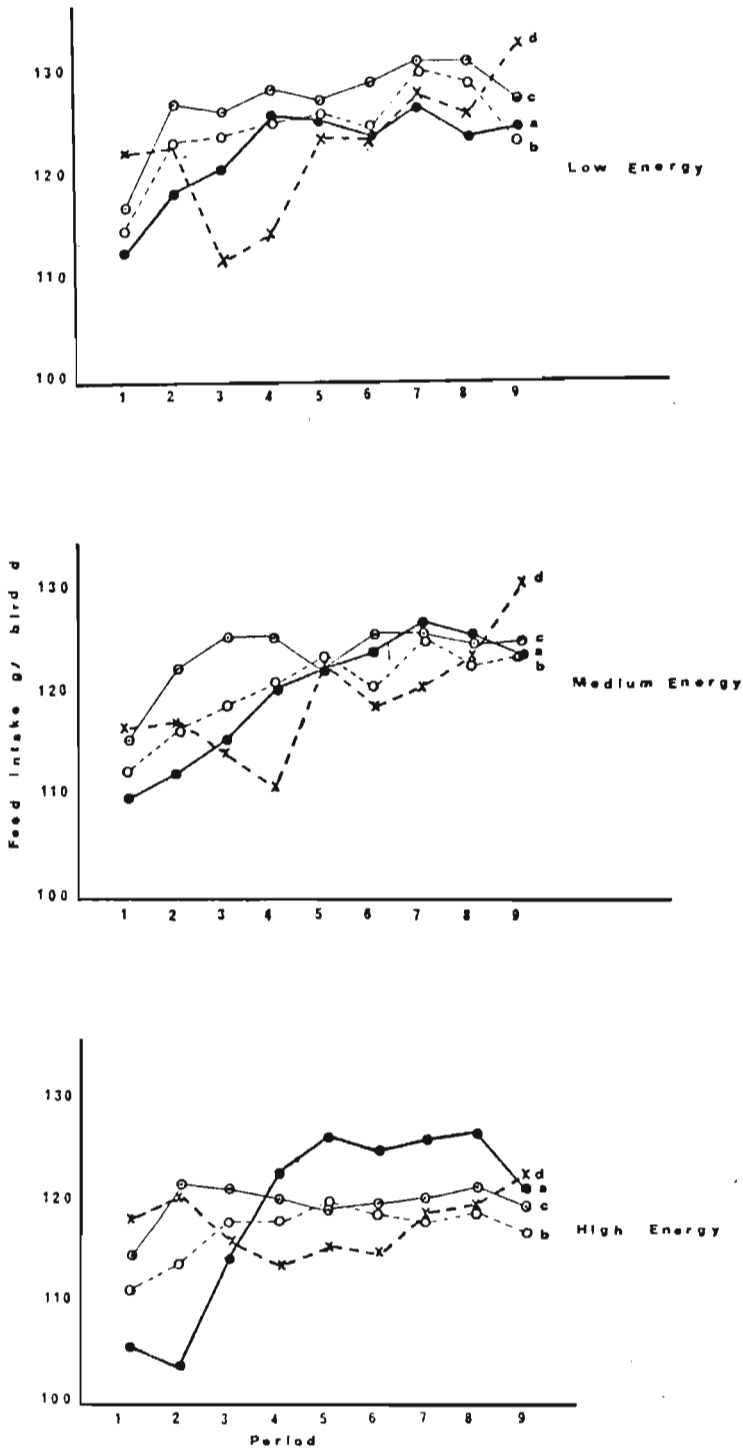 130
120
110
100
1 2 3 4 5 6 7 8 9
d
c
a
b
Low Energy
Feed Intake g/ bird d
130
120
110
100
1 2 3 4 5 6 7 8 9
d
c
a
b
Medium Energy
130
120
110
100
1 2 3 4 5 6 7 8 9
d
a
c
b
High Energy
Period